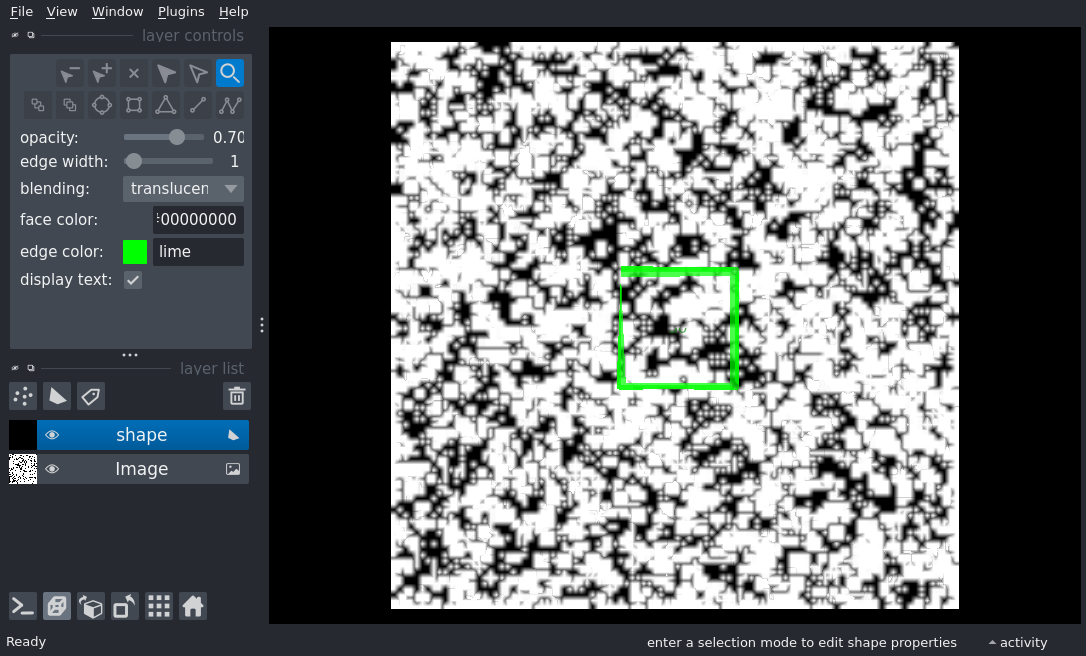 File View Window Plugins Help
layer controls
opacity: 0.70
edge width: 1
blending: translucen
face color: 00000000
edge color: lime
display text:
layer list
shape
Image
Ready
enter a selection mode to edit shape properties
activity